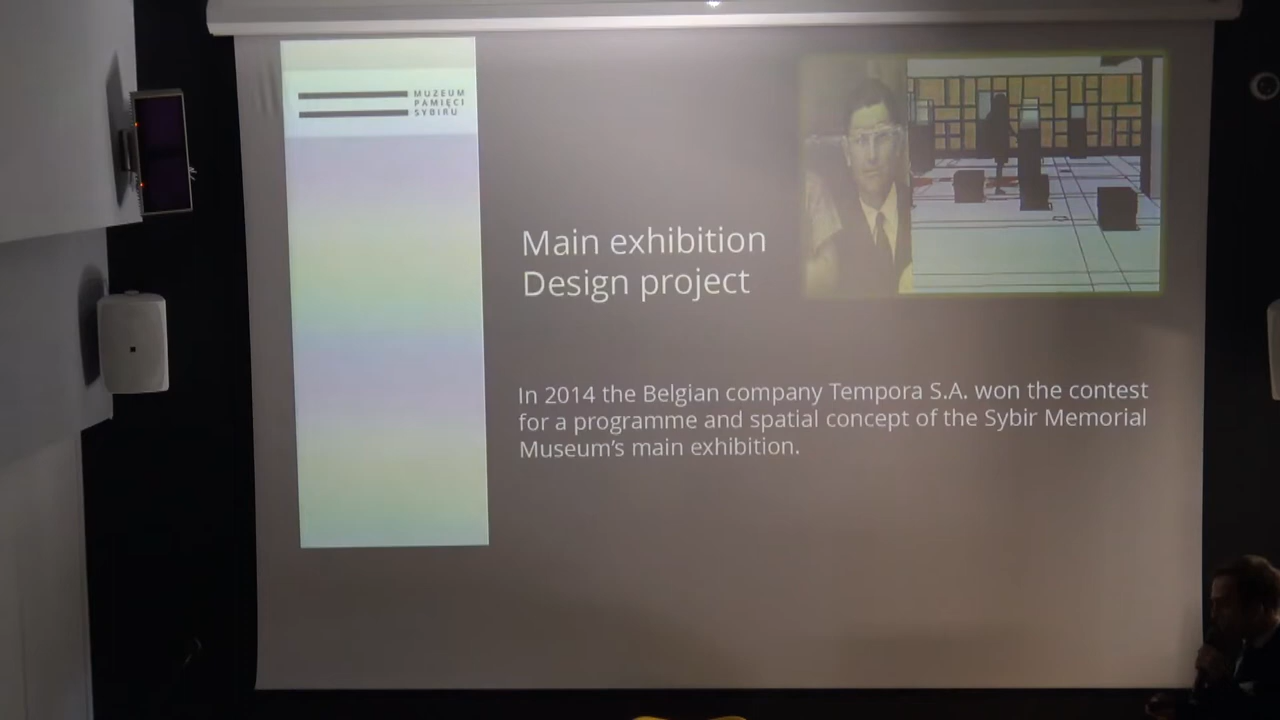 MUZEUM
PAMIĘCI
SYBIRU
Main exhibition
Design project
In 2014 the Belgian company Tempora S.A. won the contest
for a programme and spatial concept of the Sybir Memorial
Museum’s main exhibition.